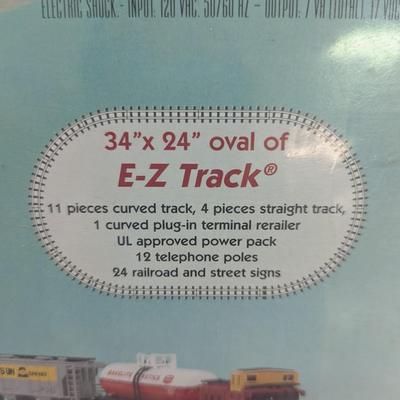 ELECTRIC SHOCK.- INPUT: 120 VAC, 50/60 HZ – OUTPUT: 7 VA (TOTAL), 17 VDC
34”x 24” oval of
E-Z Track®
11 pieces curved track, 4 pieces straight track,
1 curved plug-in terminal rerailer
UL approved power pack
12 telephone poles
24 railroad and street signs